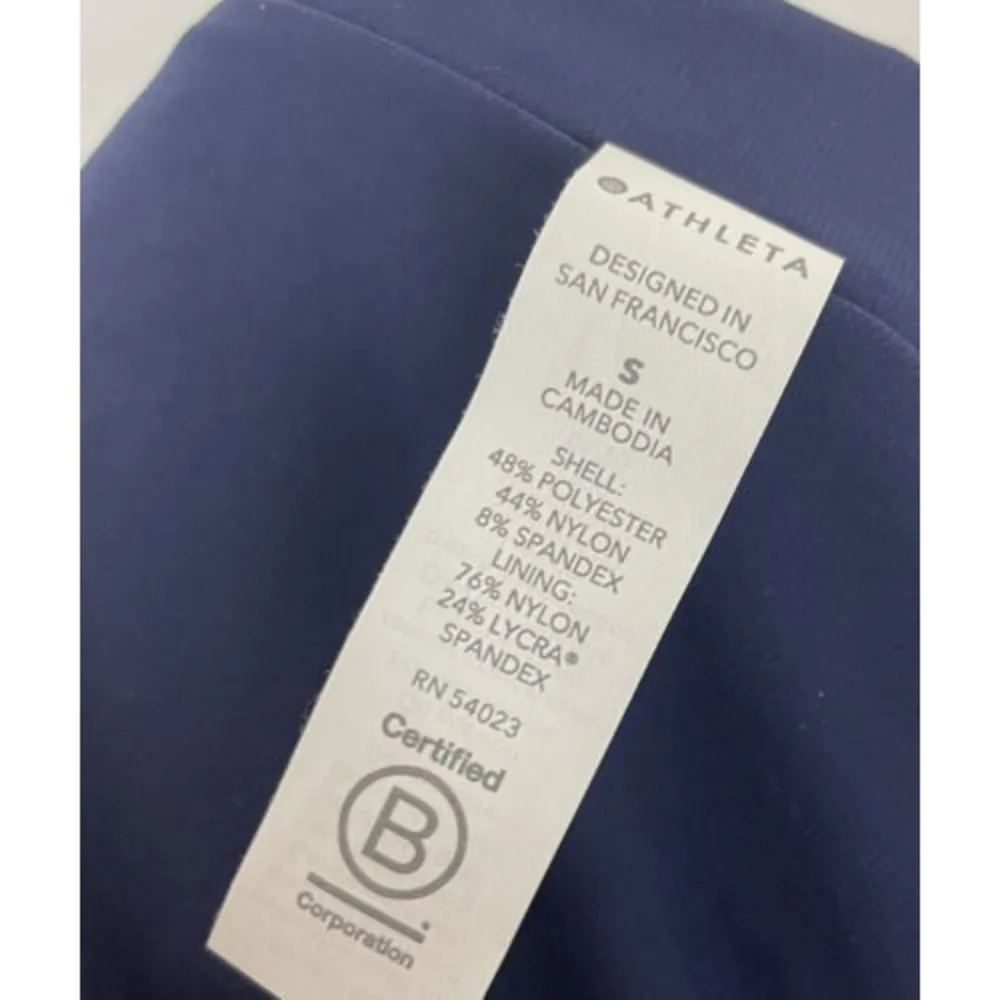 ATHLETA
DESIGNED IN
SAN FRANCISCO
S
MADE IN
CAMBODIA
SHELL:
48% POLYESTER
44% NYLON
8% SPANDEX
LINING:
76% NYLON
24% LYCRA®
SPANDEX
RN 54023
Certified
B
Corporation